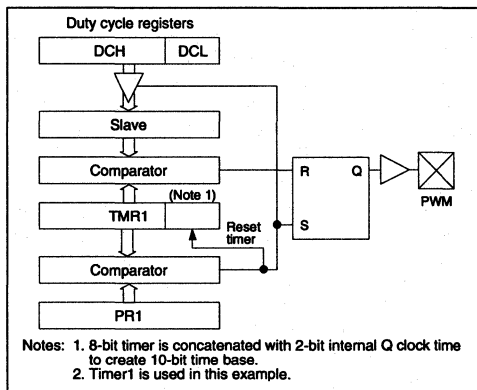 Duty cycle registers
DCH DCL
Slave
Comparator
R Q
(Note 1)
TMR1
Reset
timer
PWM
S
Comparator
PR1
Notes: 1. 8-bit timer is concatenated with 2-bit internal Q clock time
to create 10-bit time base.
2. Timer1 is used in this example.